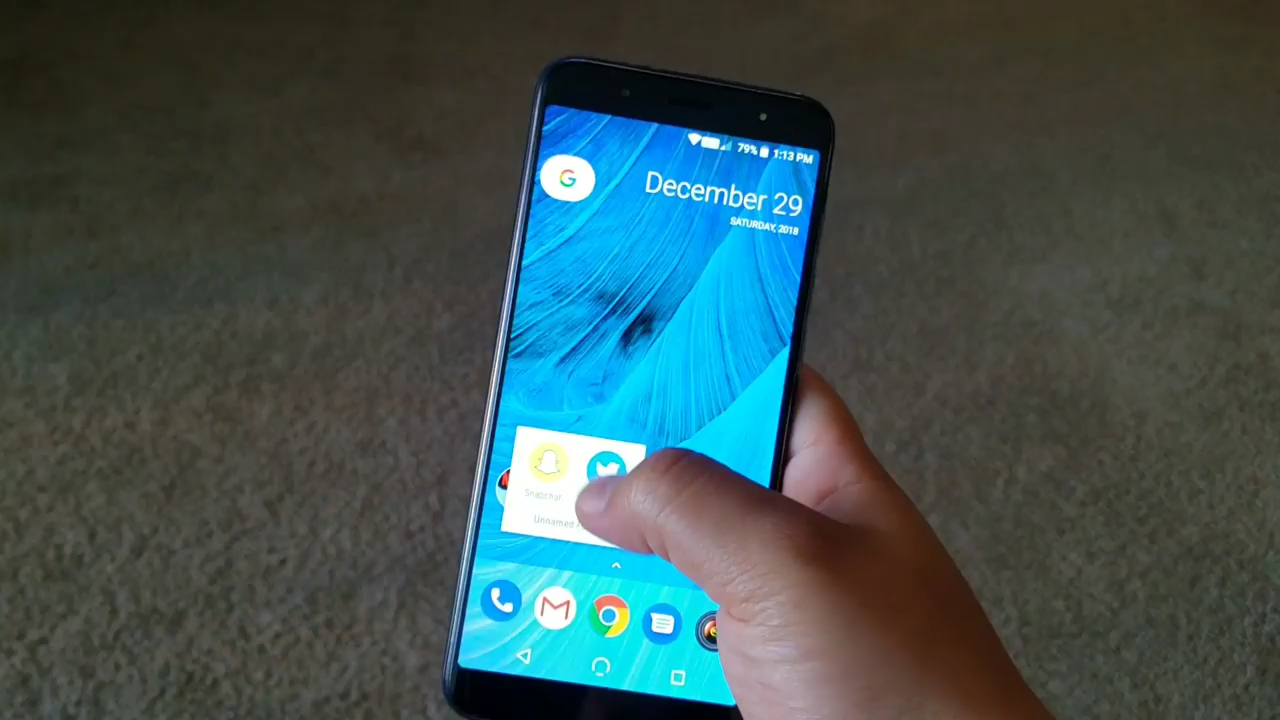 79% 1:13 PM
G
December 29
SATURDAY, 2018
Snapchat
Unnamed